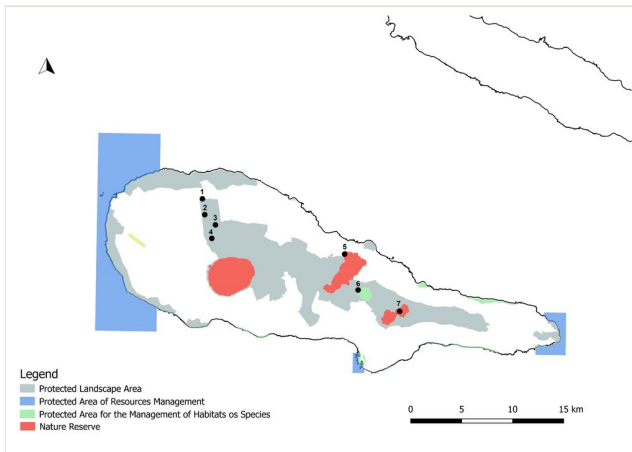 1
2
3
4
5
6
7
Legend
Protected Landscape Area
Protected Area of Resources Management
Protected Area for the Management of Habitats os Species
Nature Reserve
0 5 10 15 km